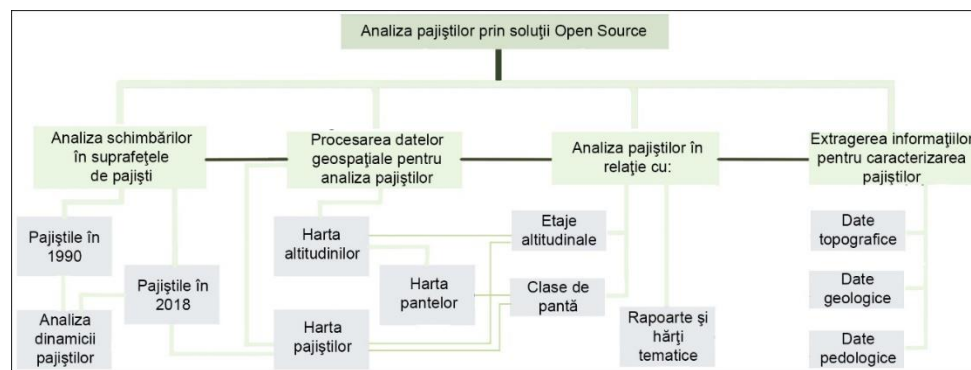 Analiza pajiştilor prin soluţii Open Source
Analiza schimbărilor
în suprafeţele
de pajişti
Procesarea datelor
geospaţiale pentru
analiza pajiştilor
Analiza pajiştilor în
relaţie cu:
Extragerea informaţiilor
pentru caracterizarea
pajiştilor
Pajiştile în
1990
Pajiştile în
2018
Analiza
dinamicii
pajiştilor
Harta
altitudinilor
Harta
pantelor
Harta
pajiştilor
Etaje
altitudinale
Clase de
pantă
Rapoarte şi
hărţi
tematice
Date
topografice
Date
geologice
Date
pedologice